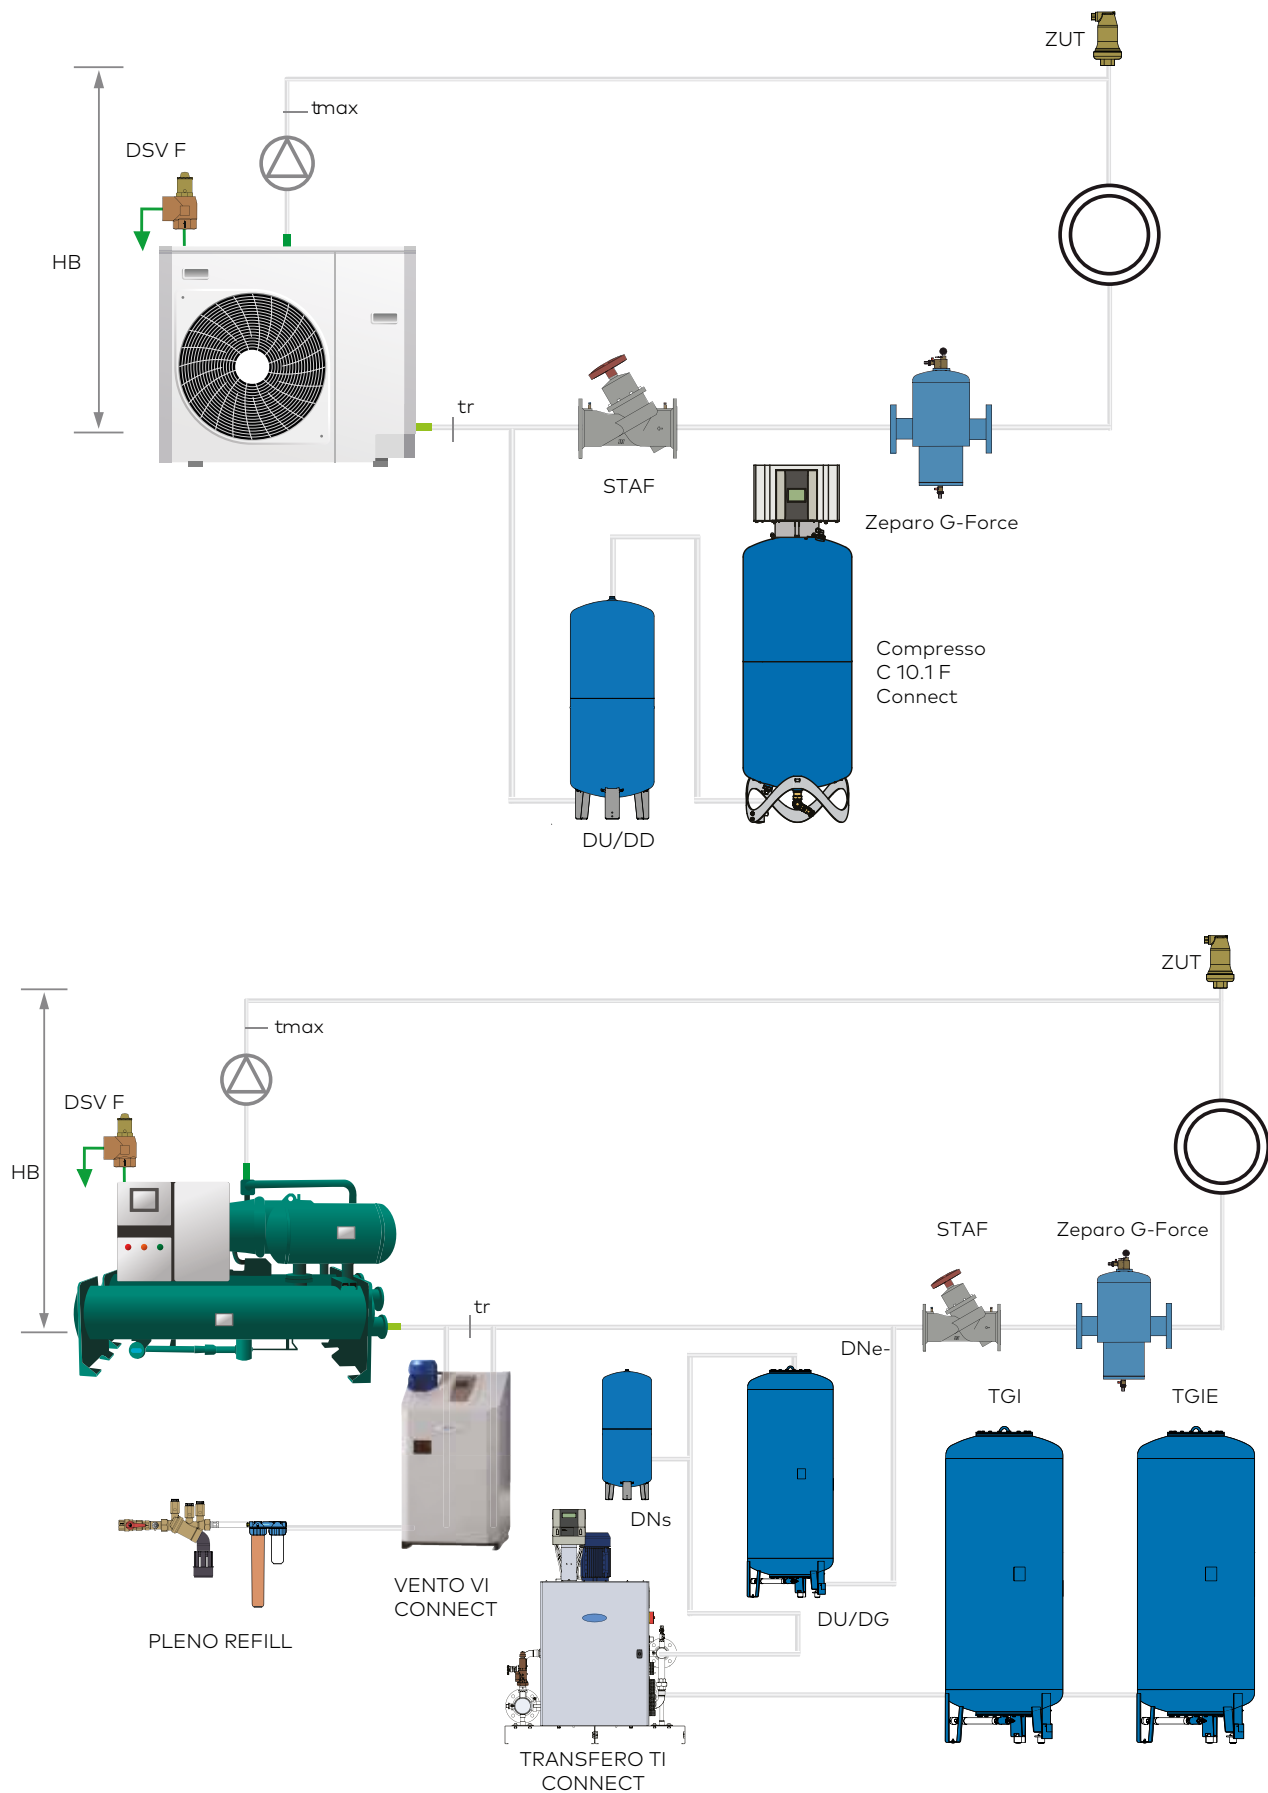 ZUT
tmax
DSV F
HB
tr
STAF
Zeparo G-Force
Compresso
C 10.1 F
Connect
DU/DD
ZUT
tmax
DSV F
HB
STAF
Zeparo G-Force
tr
DNe-
TGI
TGIE
DNs
VENTO VI
CONNECT
DU/DG
PLENO REFILL
TRANSFERO TI
CONNECT